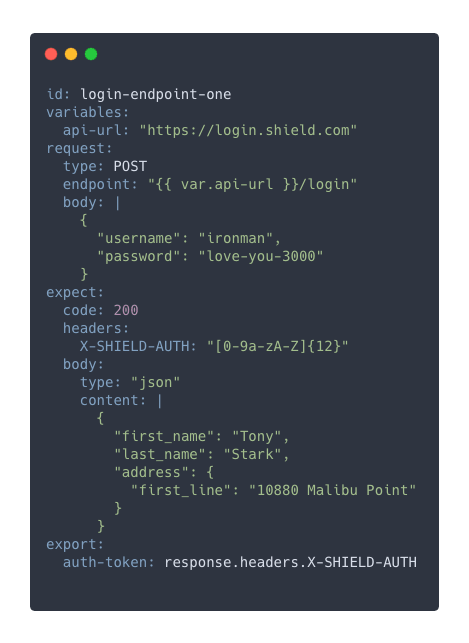 id: login-endpoint-one
variables:
  api-url: "https://login.shield.com"
request:
  type: POST
  endpoint: "{{ var.api-url }}/login"
  body: |
    {
      "username": "ironman",
      "password": "love-you-3000"
    }
expect:
  code: 200
  headers:
    X-SHIELD-AUTH: "[0-9a-zA-Z]{12}"
  body:
    type: "json"
    content: |
      {
        "first_name": "Tony",
        "last_name": "Stark",
        "address": {
          "first_line": "10880 Malibu Point"
        }
      }
export:
  auth-token: response.headers.X-SHIELD-AUTH